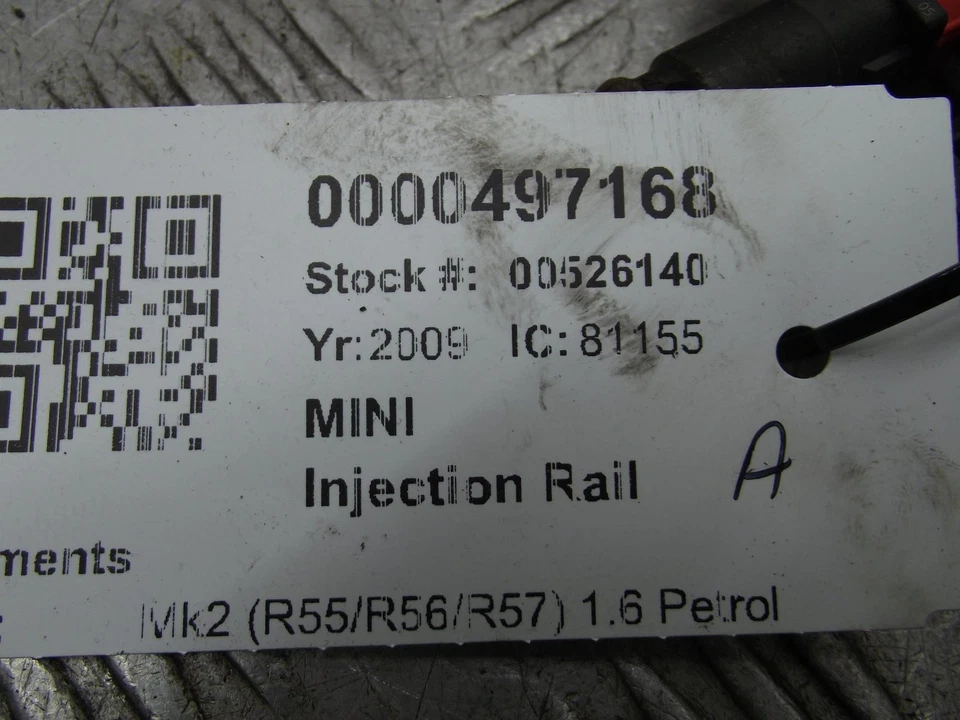 0000497168
Stock #: 00526140
Yr: 2009 IC: 81155
MINI
Injection Rail
A
ments
Mk2 (R55/R56/R57) 1.6 Petrol